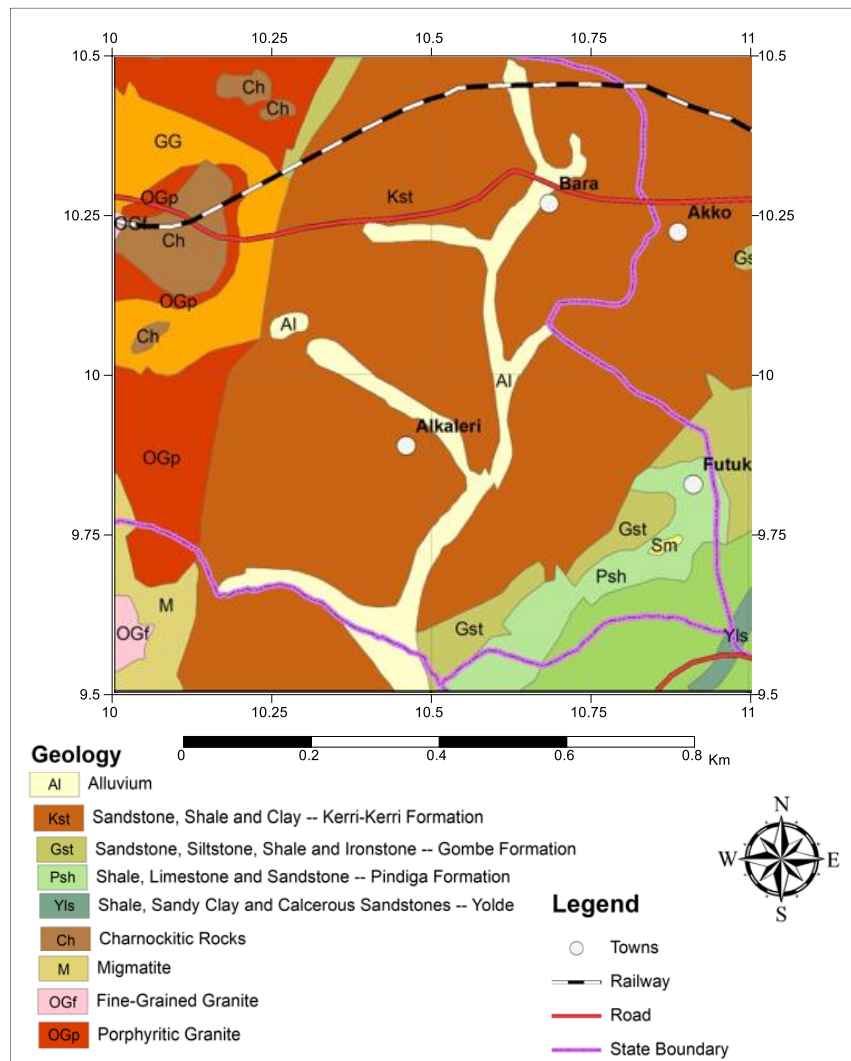 10 10.25 10.5 10.75 11
10.5 10.5
Ch
Ch
GG
Bara
OGp
Kst
Akko
10.25 10.25
OGf
Ch
Gs
OGp
Al
Ch
10 Al 10
Alkaleri
OGp
Futuk
Gst
9.75 9.75
Sm
Psh
M
OGf
Gst
Yls
9.5 9.5
10 10.25 10.5 10.75 11
0 0.2 0.4 0.6 0.8 Km
Geology
Al Alluvium
Kst Sandstone, Shale and Clay -- Kerri-Kerri Formation
Gst Sandstone, Siltstone, Shale and Ironstone -- Gombe Formation
Psh Shale, Limestone and Sandstone -- Pindiga Formation
Yls Shale, Sandy Clay and Calcerous Sandstones -- Yolde
Ch Charnockitic Rocks
M Migmatite
OGf Fine-Grained Granite
OGp Porphyritic Granite
N
W E
S
Legend
Towns
Railway
Road
State Boundary